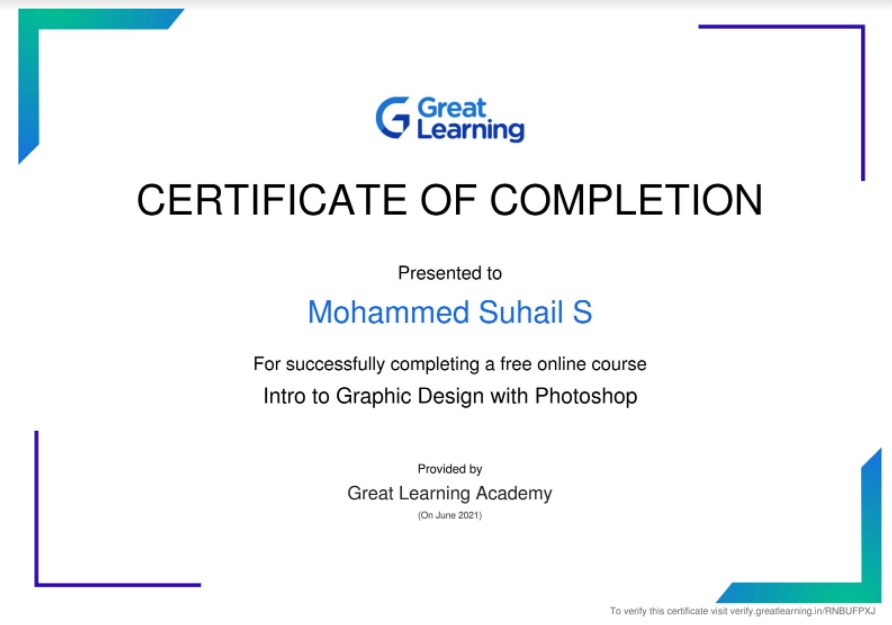 Great
Learning
CERTIFICATE OF COMPLETION
Presented to
Mohammed Suhail S
For successfully completing a free online course
Intro to Graphic Design with Photoshop
Provided by
Great Learning Academy
(On June 2021)
To verify this certificate visit verify.greatlearning.in/RNBUFPXJ